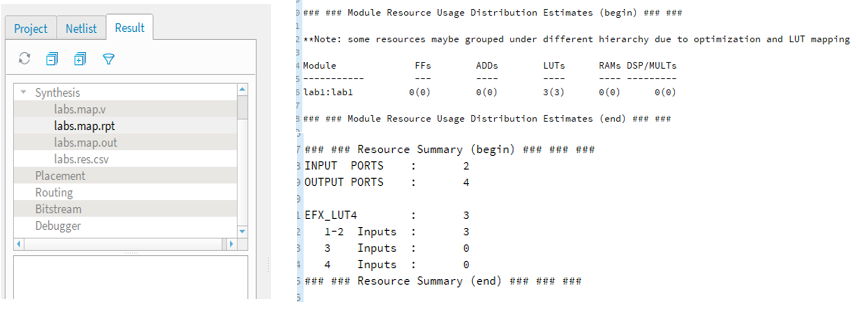 Project Netlist Result
Synthesis
labs.map.v
labs.map.rpt
labs.map.out
labs.res.csv
Placement
Routing
Bitstream
Debugger
0 ### ### Module Resource Usage Distribution Estimates (begin) ### ###
1
2 **Note: some resources maybe grouped under different hierarchy due to optimization and LUT mapping
3
4 Module FFs ADDs LUTs RAMs DSP/MULTs
5 ----------- --- ---- ---- ---- ---------
6 lab1:lab1 0(0) 0(0) 3(3) 0(0) 0(0)
7
8 ### ### Module Resource Usage Distribution Estimates (end) ### ###
7 ### ### Resource Summary (begin) ### ### ###
8 INPUT PORTS : 2
9 OUTPUT PORTS : 4
0
1 EFX_LUT4 : 3
2 1-2 Inputs : 3
3 3 Inputs : 0
4 4 Inputs : 0
5 ### ### Resource Summary (end) ### ### ###
6